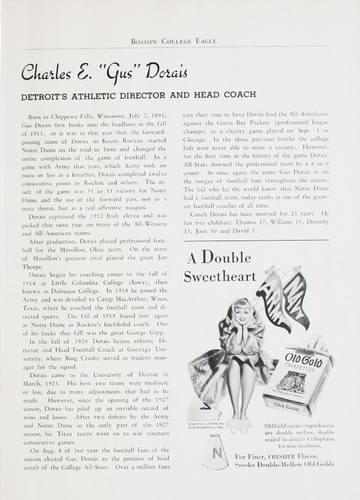 BOSTON COLLEGE EAGLE
Charles E. "Gus" Dorais
DETROIT'S ATHLETIC DIRECTOR AND HEAD COACH
Born in Chippewa Falls, Wisconsin, July 2, 1891,
Gus Dorais first broke into the headlines in the fall
of 1913. or it was in that year that the forward-
passing team of Dorais to Knute Rockne started
Notre Dame on the road to fame and changed the
entire complexion of the game of football. In a
game with Army that year, which Army took on
more or less as a breather, Dorais completed twelve
consecutive passes to Rockne and others. The re-
sult of the game was 35 to 13 victory for Notre
Dame and the use of the forward pass, not as a
mere threat, but as a real offensive weapon.
Dorais captained the 1912 Irish eleven and was
picked that same year on many of the All-Western
and All-American teams.
After graduation, Dorais played professional foot-
ball for the Massillon, Ohio, team. On the team
of Massillon's greatest rival played the great Jim
Thorpe.
Dorais began his coaching career in the fall of
1914 at Little Columbia College (Iowa), then
known as Dubuque College. In 1918 he joined the
Army and was detailed to Camp MacArthur, Waco,
Texas, where he coached the football team and di-
rected sports. The fall of 1919 found him again
at Notre Dame as Rockne's backfield coach. One
of his backs that fall was the great George Gipp.
In the fall of 1920 Dorais became athletic Di-
rector and Head Football Coach at Gonzaga Uni-
versity, where Bing Crosby served as student man-
ager for the squad.
Dorais came to the University of Detroit in
March, 1925. His first two teams were mediocre
or less, due to many adjustments that had to be
made. However, since the opening of the 1927
season, Dorais has piled up an enviable record of
wins and losses. After two defeats by the Army
and Notre Dame in the early part of the 1927
season, his Titan teams went on to win nineteen
consecutive games.
On Aug. 8 of last year the football fans of the
nation elected Gus Dorais to the position of head
coach of the College All-Stars. Over a million fans
cast their vote to have Dorais lead the All-Americans
against the Green Bay Packers (professional league
champs) in a charity game played on Sept. 1 in
Chicago. In the three previous battles the college
lads were never able to score a victory. However,
for the first time in the history of the game Dorais'
All-Stars downed the professional team by a 6 to 0
count. So once again the name Gus Dorais is on
the tongues of football fans throughout the nation.
The kid who let the world know that Notre Dame
had a football team, today ranks as one of the great-
est football coaches of all time.
Coach Dorais has been married for 21 years. He
has five children: Thomas 17, William 15, Dorothy
13, Joan 10 and David 5.
A Double
Sweetheart
Old Gold
CIGARETTES
Old Gold
N
Old Gold's prize crop tobaccos
are double mellow, double
sealed in double Cellophane
for true freshness.
For Finer, FRESHER Flavor,
Smoke Double-Mellow Old Golds